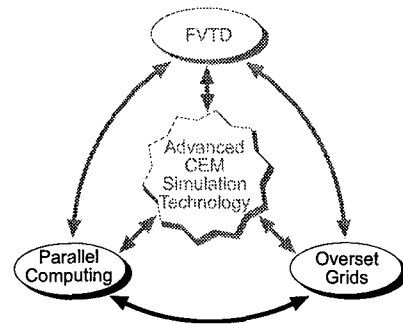 FVTD
Advanced
CEM
Simulation
Technology
Parallel
Computing
Overset
Grids